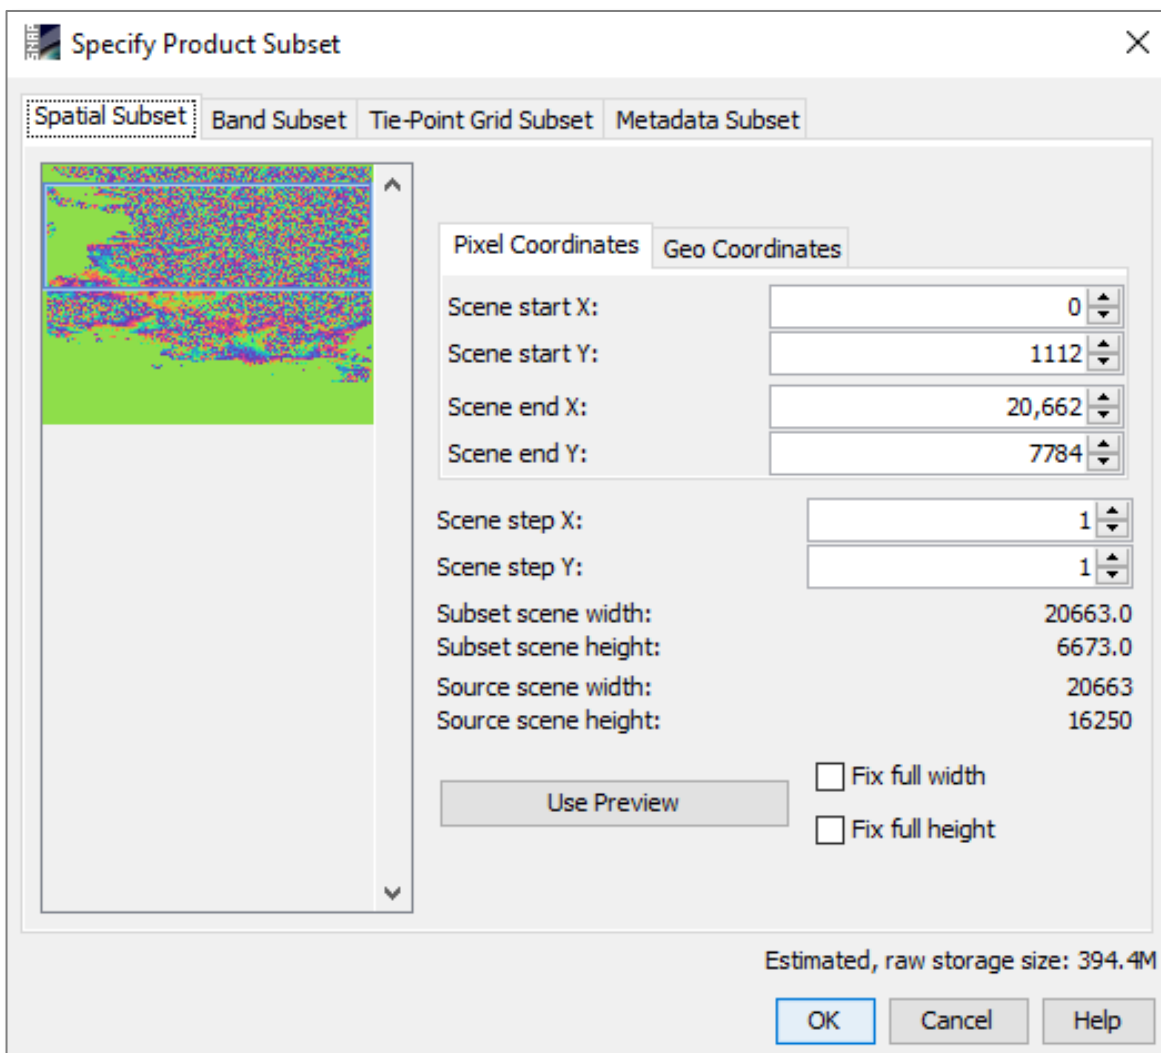 SNAP
Specify Product Subset
Spatial Subset Band Subset Tie-Point Grid Subset Metadata Subset
Pixel Coordinates Geo Coordinates
Scene start X: 0
Scene start Y: 1112
Scene end X: 20,662
Scene end Y: 7784
Scene step X: 1
Scene step Y: 1
Subset scene width: 20663.0
Subset scene height: 6673.0
Source scene width: 20663
Source scene height: 16250
Use Preview
Fix full width
Fix full height
Estimated, raw storage size: 394.4M
OK Cancel Help